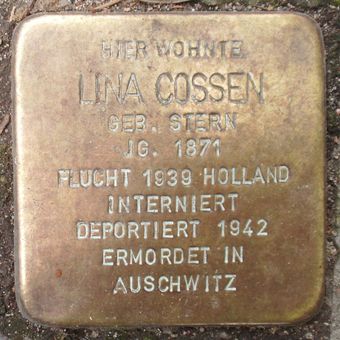 HIER WOHNTE
LINA COSSEN
GEB. STERN
JG. 1871
FLUCHT 1939 HOLLAND
INTERNIERT
DEPORTIERT 1942
ERMORDET IN
AUSCHWITZ